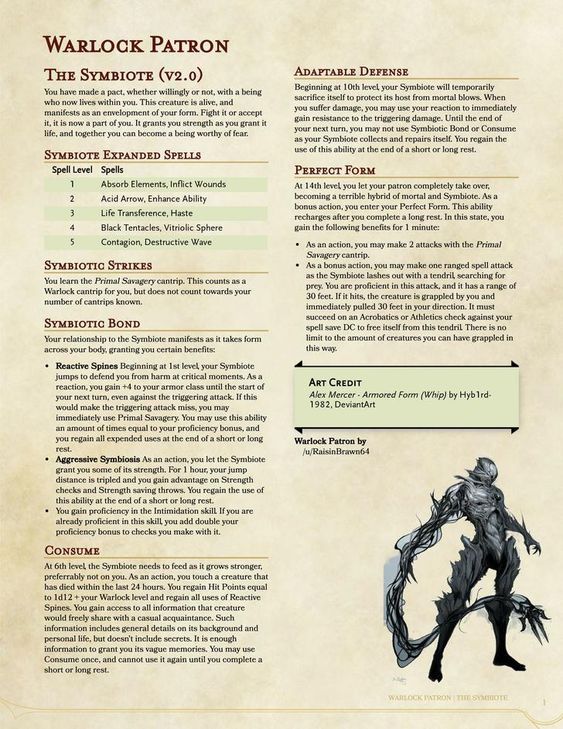 Warlock Patron
The Symbiote (v2.0)
You have made a pact, whether willingly or not, with a being
who now lives within you. This creature is alive, and
manifests as an envelopment of your form. Fight it or accept
it, it is now a part of you. It grants you strength as you grant it
life, and together you can become a being worthy of fear.
Symbiote Expanded Spells
Spell Level Spells
1 Absorb Elements, Inflict Wounds
2 Acid Arrow, Enhance Ability
3 Life Transference, Haste
4 Black Tentacles, Vitriolic Sphere
5 Contagion, Destructive Wave
Symbiotic Strikes
You learn the Primal Savagery cantrip. This counts as a
Warlock cantrip for you, but does not count towards your
number of cantrips known.
Symbiotic Bond
Your relationship to the Symbiote manifests as it takes form
across your body, granting you certain benefits:
• Reactive Spines Beginning at 1st level, your Symbiote
jumps to defend you from harm at critical moments. As a
reaction, you gain +4 to your armor class until the start of
your next turn, even against the triggering attack. If this
would make the triggering attack miss, you may
immediately use Primal Savagery. You may use this ability
an amount of times equal to your proficiency bonus, and
you regain all expended uses at the end of a short or long
rest.
• Aggressive Symbiosis As an action, you let the Symbiote
grant you some of its strength. For 1 hour, your jump
distance is tripled and you gain advantage on Strength
checks and Strength saving throws. You regain the use of
this ability at the end of short or long rest.
• You gain proficiency in the Intimidation skill. If you are
already proficient in this skill, you add double your
proficiency bonus to checks you make with it.
Consume
At 6th level, the Symbiote needs to feed as it grows stronger,
preferrably not on you. As an action, you touch a creature that
has died within the last 24 hours. You regain Hit Points equal
to 1d12 + your Warlock level and regain all uses of Reactive
Spines. You gain access to all information that creature
would freely share with a casual acquaintance. Such
information includes general details on its background and
personal life, but doesn't include secrets. It is enough
information to grant you its vague memories. You may use
Consume once, and cannot use it again until you complete a
short or long rest.
Adaptable Defense
Beginning at 10th level, your Symbiote will temporarily
sacrifice itself to protect its host from mortal blows. When
you suffer damage, you may use your reaction to immediately
gain resistance to the triggering damage. Until the end of
your next turn, you may not use Symbiotic Bond or Consume
as your Symbiote collects and repairs itself. You regain the
use of this ability at the end of a short or long rest.
Perfect Form
At 14th level, you let your patron completely take over,
becoming a terrible hybrid of mortal and Symbiote. As a
bonus action, you enter your Perfect Form. This ability
recharges after you complete a long rest. In this state, you
gain the following benefits for 1 minute:
• As an action, you may make 2 attacks with the Primal
Savagery cantrip.
• As a bonus action, you may make one ranged spell attack
as the Symbiote lashes out with a tendril, searching for
prey. You are proficient in this attack, and it has a range of
30 feet. If it hits, the creature is grappled by you and
immediately pulled 30 feet in your direction. It must
succeed on an Acrobatics or Athletics check against your
spell save DC to free itself from this tendril. There is no
limit to the amount of creatures you can have grappled in
this way.
Art Credit
Alex Mercer - Armored Form (Whip) by Hyb1rd-
1982, DeviantArt
Warlock Patron by
/u/RaisinBrawn64
WARLOCK PATRON | THE SYMBIOTE
1